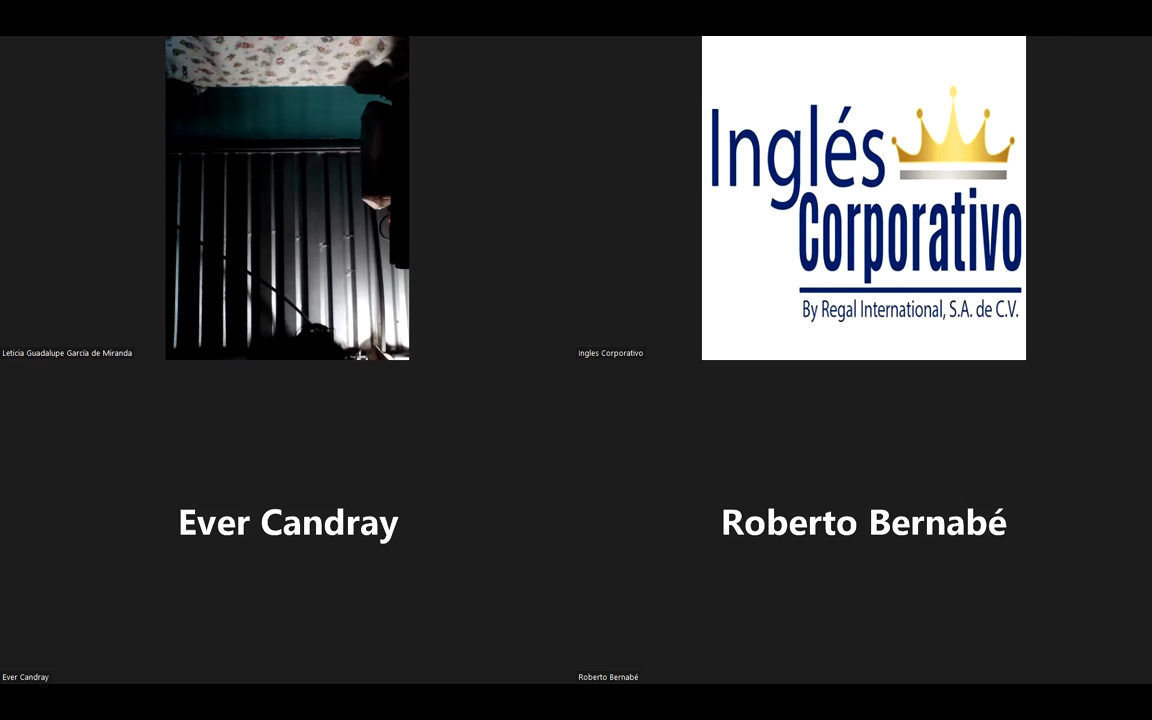 Inglés
Corporativo
By Regal International, S.A. de C.V.
Leticia Guadalupe García de Miranda
Ingles Corporativo
Ever Candray
Roberto Bernabé
Ever Candray
Roberto Bernabé